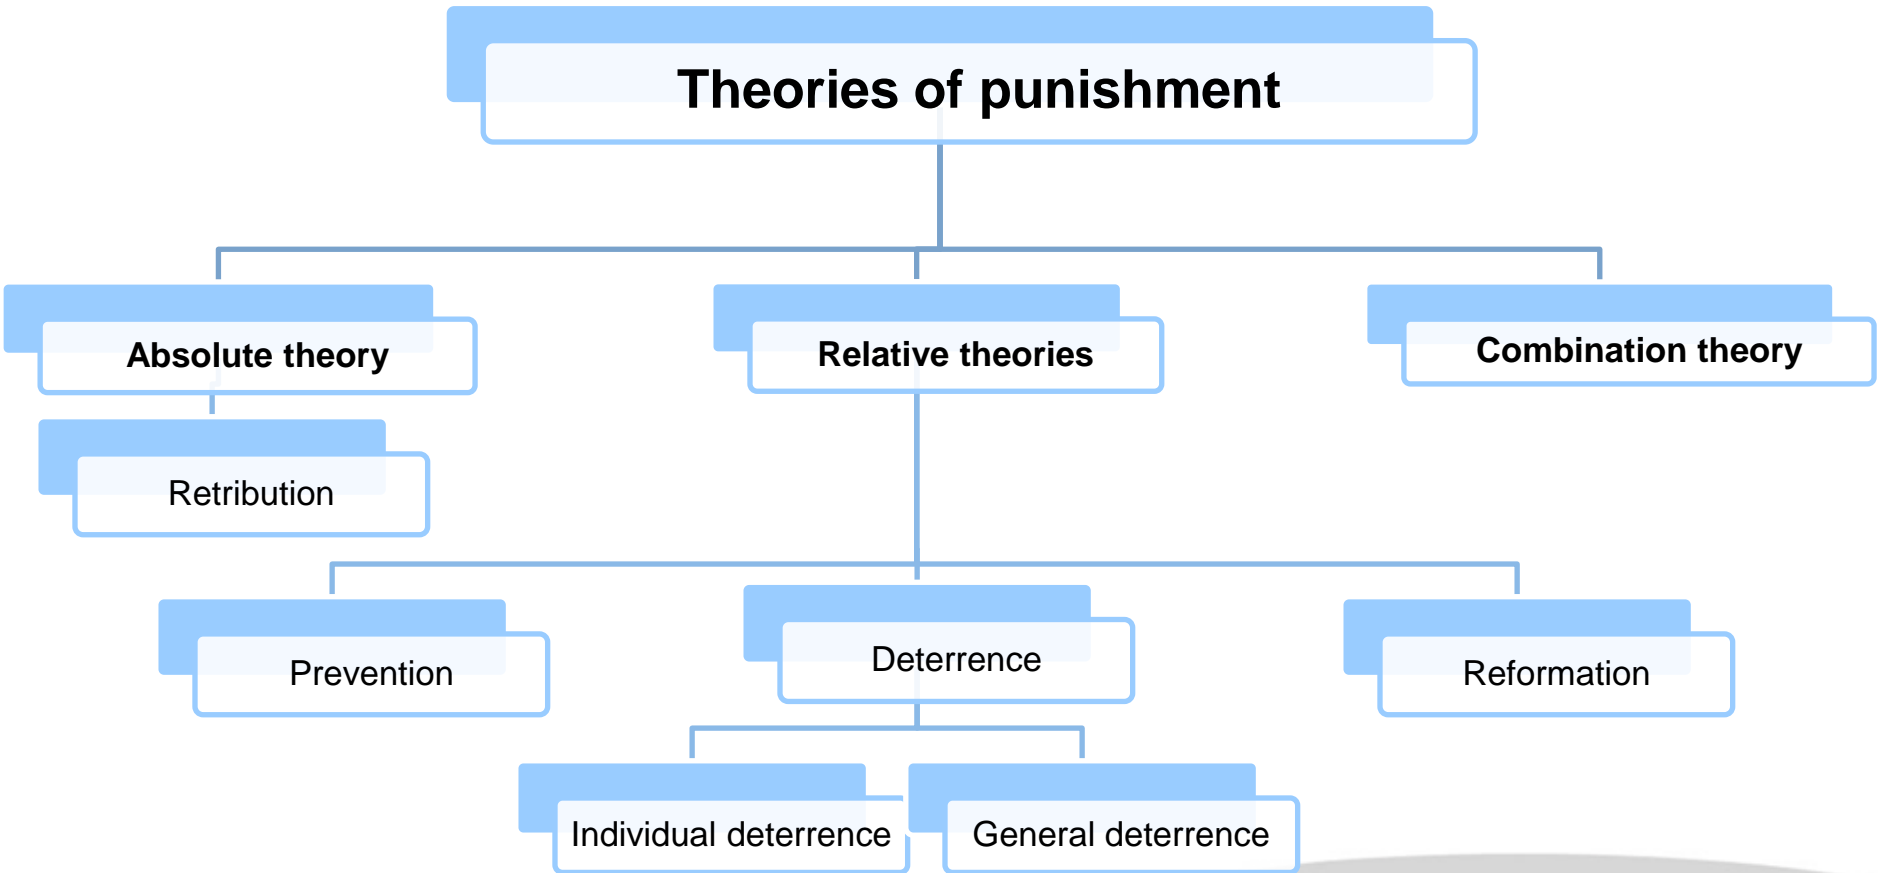 Theories of punishment
Absolute theory
Relative theories
Combination theory
Retribution
Prevention
Deterrence
Reformation
Individual deterrence
General deterrence